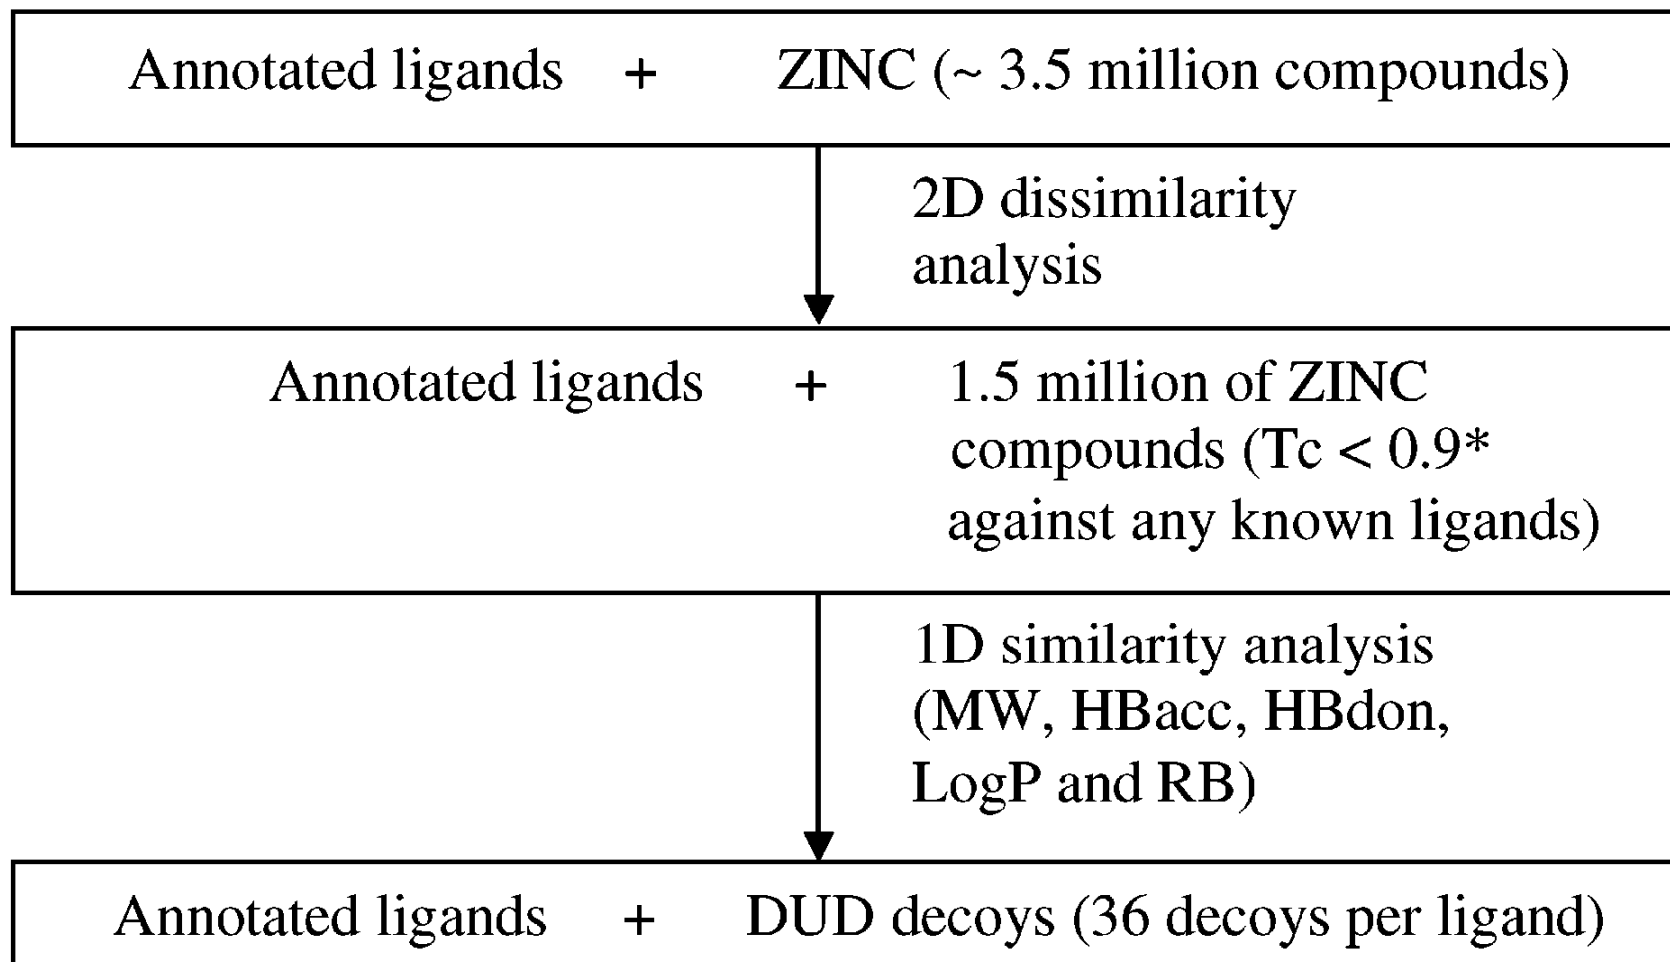 Annotated ligands + ZINC (~ 3.5 million compounds)
2D dissimilarity
analysis
Annotated ligands + 1.5 million of ZINC
compounds (Tc < 0.9*
against any known ligands)
1D similarity analysis
(MW, HBacc, HBdon,
LogP and RB)
Annotated ligands + DUD decoys (36 decoys per ligand)